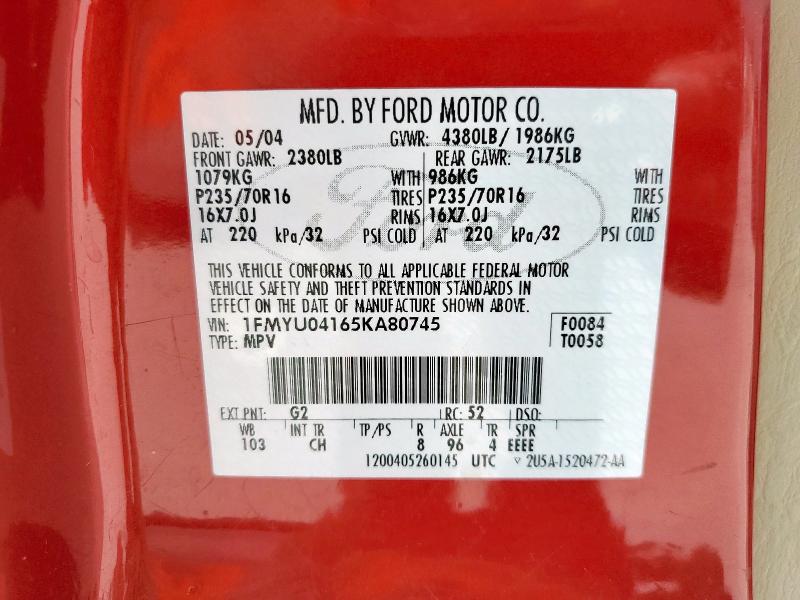 MFD. BY FORD MOTOR CO.
DATE: 05/04 GVWR: 4380LB/ 1986KG
FRONT GAWR: 2380LB REAR GAWR: 2175LB
1079KG WITH 986KG WITH
P235/70R16 TIRES P235/70R16 TIRES
16X7.0J RIMS 16X7.0J RIMS
AT 220 kPa/32 PSI COLD AT 220 kPa/32 PSI COLD
Ford
THIS VEHICLE CONFORMS TO ALL APPLICABLE FEDERAL MOTOR
VEHICLE SAFETY AND THEFT PREVENTION STANDARDS IN
EFFECT ON THE DATE OF MANUFACTURE SHOWN ABOVE.
VIN: 1FMYU04165KA80745 F0084
TYPE: MPV T0058
EXT PNT: G2 RC: 52 DSO:
WB INT TR TP/PS R AXLE TR SPR
103 CH 8 96 4 EEEE
1200405260145 UTC ▽ 2U5A-1520472-AA